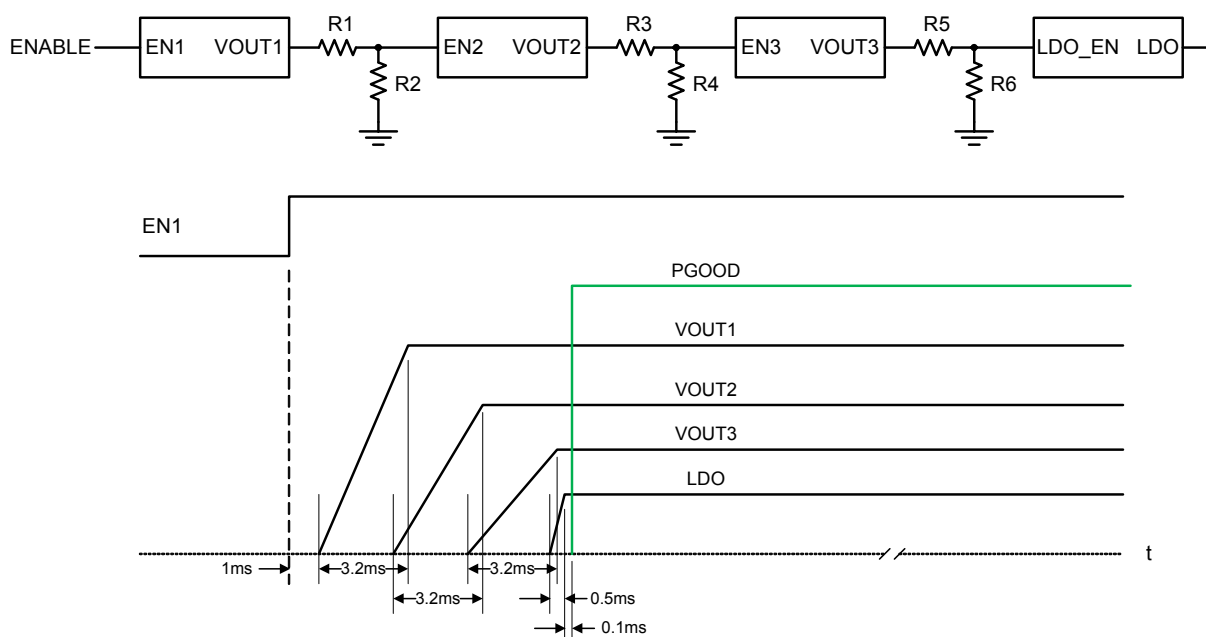 ENABLE EN1 VOUT1 R1 EN2 VOUT2 R3 EN3 VOUT3 R5 LDO_EN LDO
R2 R4 R6
EN1
PGOOD
VOUT1
VOUT2
VOUT3
LDO
t
1ms 3.2ms 3.2ms
3.2ms 0.5ms
0.1ms